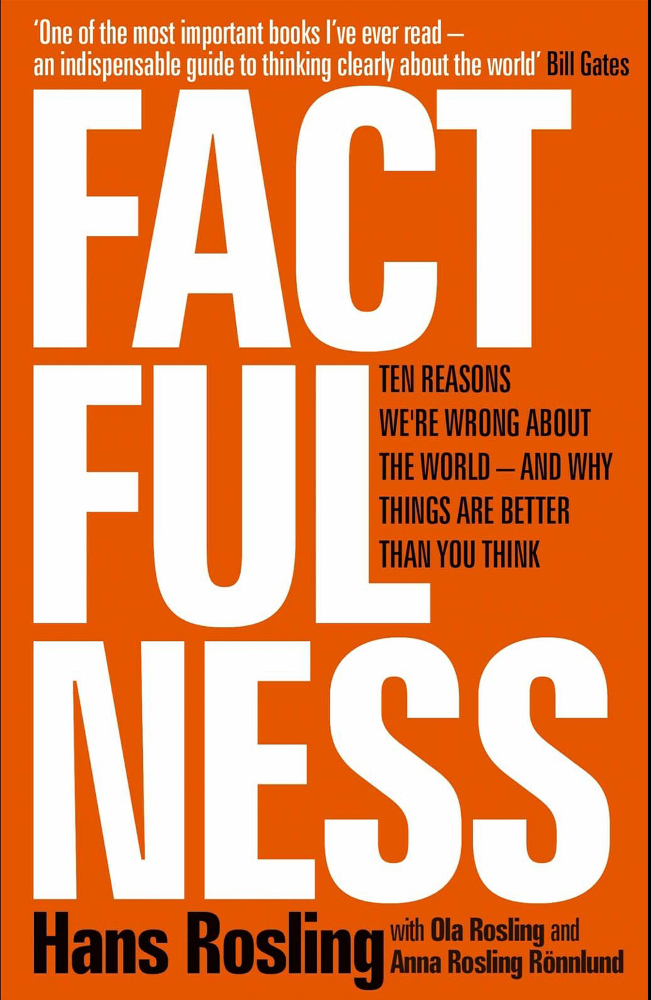 ‘One of the most important books I’ve ever read –
an indispensable guide to thinking clearly about the world’ Bill Gates
FACT
FUL
TEN REASONS
WE'RE WRONG ABOUT
THE WORLD – AND WHY
THINGS ARE BETTER
THAN YOU THINK
NESS
Hans Rosling
with Ola Rosling and
Anna Rosling Rönnlund